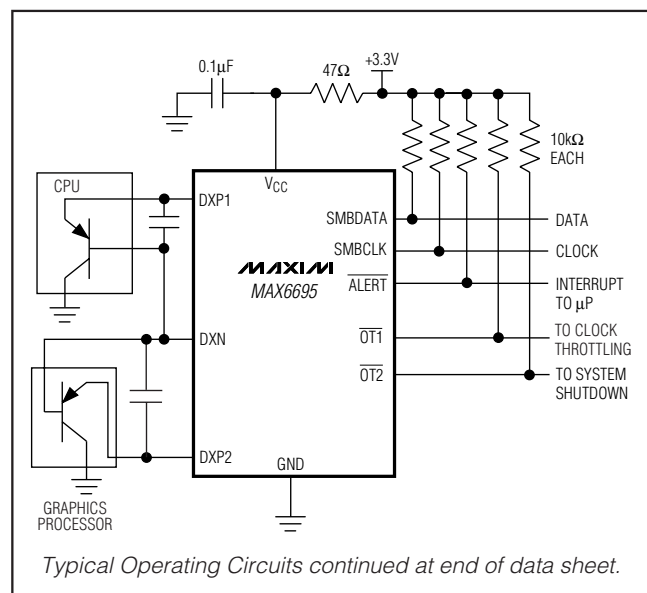 +3.3V
0.1µF
47Ω
10kΩ
EACH
VCC
CPU
DXP1
SMBDATA
DATA
SMBCLK
CLOCK
MAXIM
MAX6695
ALERT
INTERRUPT
TO µP
DXN
OT1
TO CLOCK
THROTTLING
OT2
TO SYSTEM
SHUTDOWN
DXP2
GND
GRAPHICS
PROCESSOR
Typical Operating Circuits continued at end of data sheet.